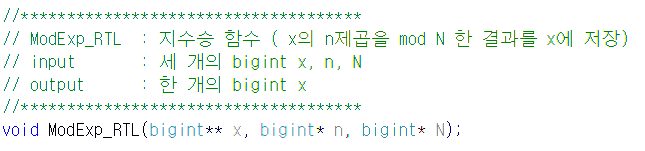 //************************************
// ModExp_RTL  : 지수승 함수 ( x의 n제곱을 mod N 한 결과를 x에 저장)
// input       : 세 개의 bigint x, n, N
// output      : 한 개의 bigint x
//************************************
void ModExp_RTL(bigint** x, bigint* n, bigint* N);